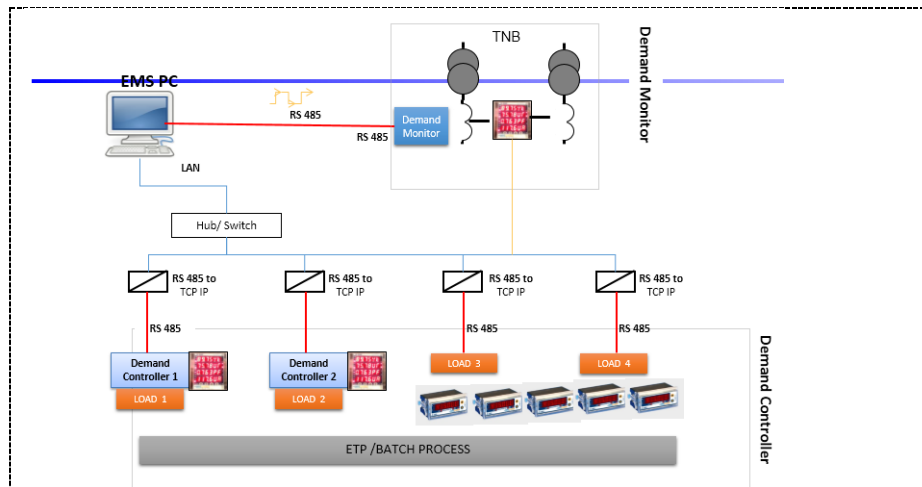 TNB
Demand Monitor
EMS PC
RS 485
RS 485
Demand
Monitor
LAN
Hub/ Switch
RS 485 to
TCP IP
RS 485 to
TCP IP
RS 485 to
TCP IP
RS 485 to
TCP IP
RS 485
RS 485
RS 485
Demand
Controller 1
LOAD 1
Demand
Controller 2
LOAD 2
LOAD 3
LOAD 4
Demand Controller
ETP /BATCH PROCESS